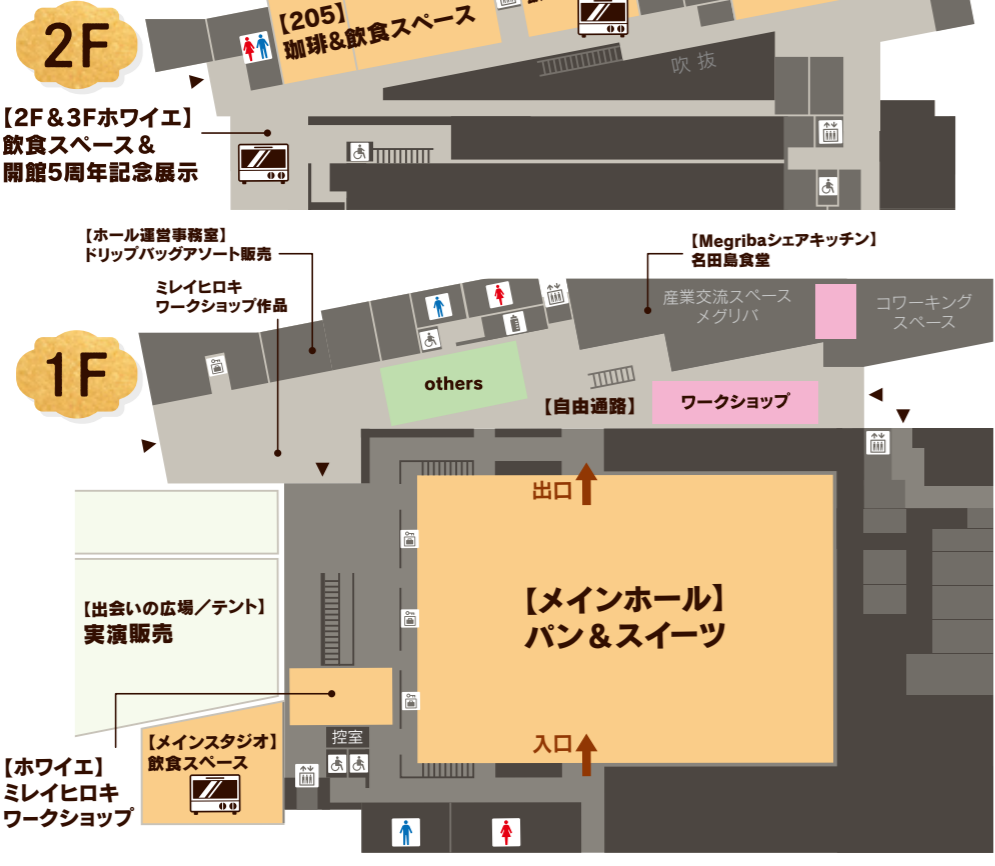 2F
【205】
珈琲&飲食スペース
吹抜
【2F&3Fホワイエ】
飲食スペース&
開館5周年記念展示
【ホール運営事務室】
ドリップバッグアソート販売
ミレイヒロキ
ワークショップ作品
【Megribaシェアキッチン】
名田島食堂
産業交流スペース
メグリバ
コワーキング
スペース
1F
others
【自由通路】
ワークショップ
出口
【メインホール】
パン&スイーツ
入口
【出会いの広場/テント】
実演販売
控室
【メインスタジオ】
飲食スペース
【ホワイエ】
ミレイヒロキ
ワークショップ